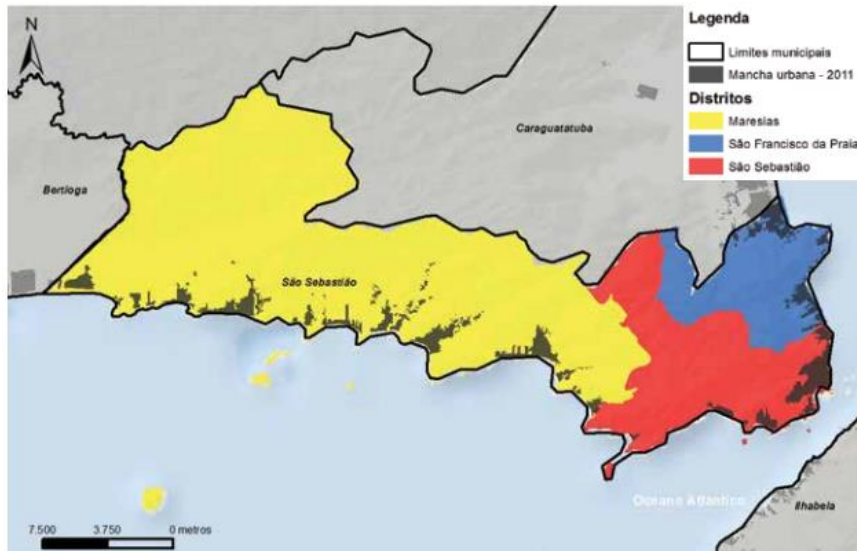 N
Legenda
Limites municipais
Mancha urbana - 2011
Distritos
Maresias
São Francisco da Praia
São Sebastião
Caraguatatuba
Bertioga
São Sebastião
Oceano Atlântico
Ilhabela
7.500 3.750 0 metros